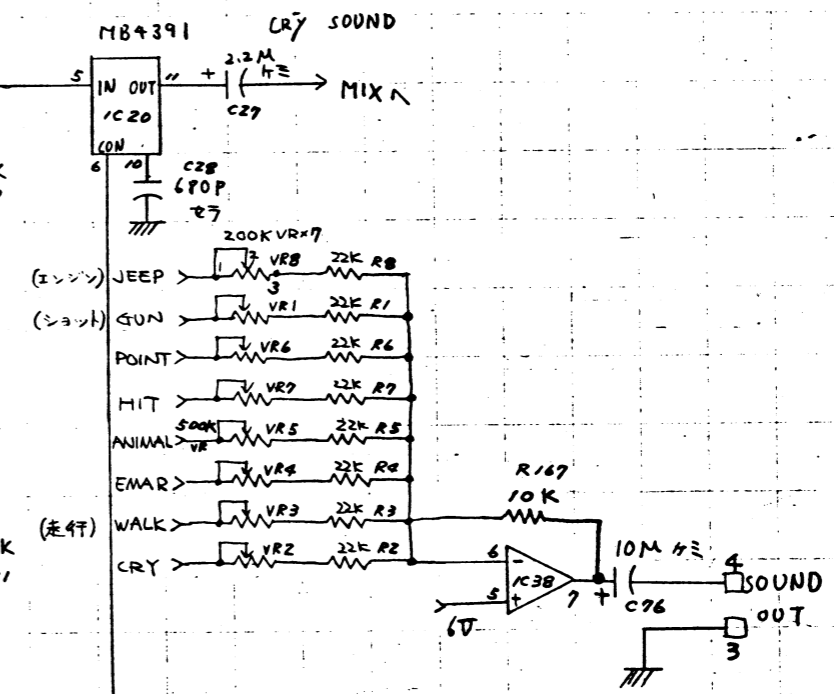 MB4391
CRY SOUND
2.2M
ケミ
5 IN OUT 11 + C27 MIXへ
IC20
CON
6 10
C28
680P
セラ
200K VR×7
(エンジン) JEEP 1 2 VR8 3 22K R8
(ショット) GUN VR1 22K R1
POINT VR6 22K R6
HIT VR7 22K R7
ANIMAL 500K VR VR5 22K R5
EMAR VR4 22K R4
(走行) WALK VR3 22K R3
CRY VR2 22K R2
R167
10K
6 -
IC38
5 + 7
6V
10M ケミ
+ C76
4 SOUND
OUT
3
K